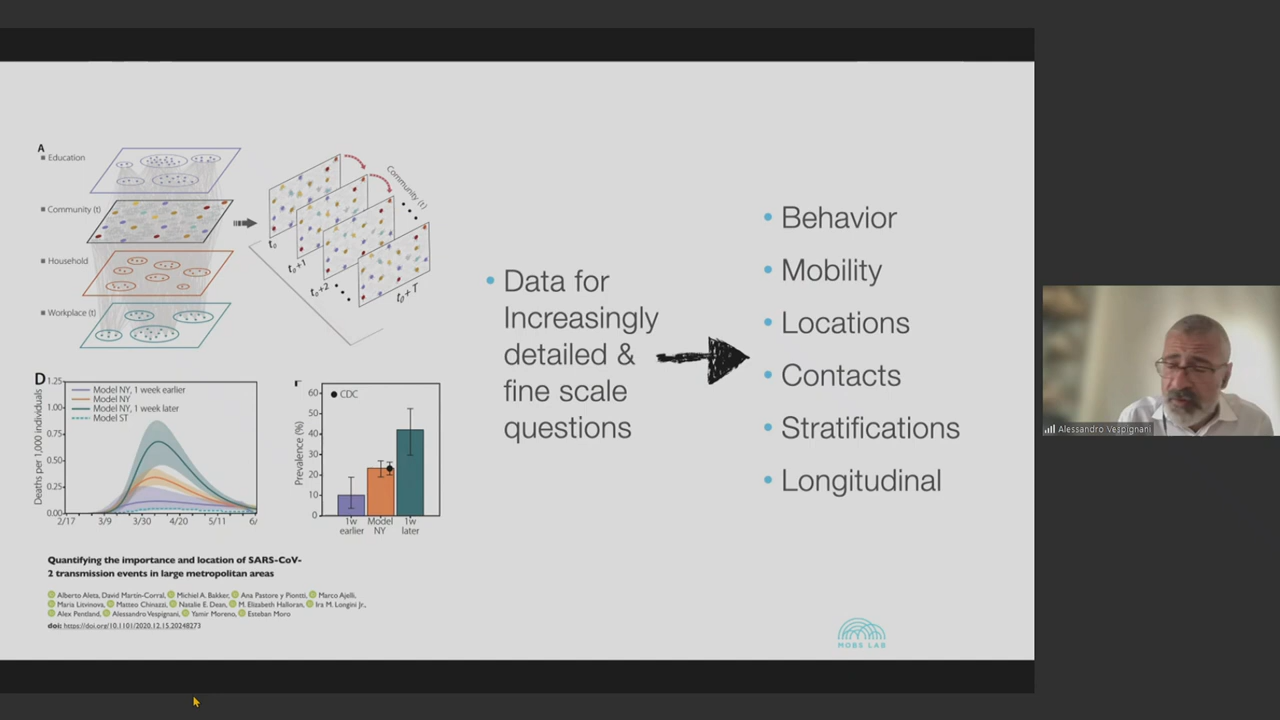 A
Education
Community (t)
Household
Workplace (t)
Community (t)
t₀
t₀+1
t₀+2
t₀+T
D
Deaths per 1,000 individuals
1.25
1.00
0.75
0.50
0.25
0.00
Model NY, 1 week earlier
Model NY
Model NY, 1 week later
Model ST
2/17
3/9
3/30
4/20
5/11
6/
Prevalence (%)
60
50
40
30
20
10
0
CDC
1w
earlier
Model
NY
1w
later
Quantifying the importance and location of SARS-CoV-
2 transmission events in large metropolitan areas
Alberto Aleta, David Martín-Corral, Michiel A. Bakker, Ana Pastore y Piontti, Marco Ajelli,
Maria Litvinova, Matteo Chinazzi, Natalie E. Dean, M. Elizabeth Halloran, Ira M. Longini Jr.,
Alex Pentland, Alessandro Vespignani, Yamir Moreno, Esteban Moro
doi: https://doi.org/10.1101/2020.12.15.20248273
• Data for
Increasingly
detailed &
fine scale
questions
• Behavior
• Mobility
• Locations
• Contacts
• Stratifications
• Longitudinal
MOBS LAB
Alessandro Vespignani